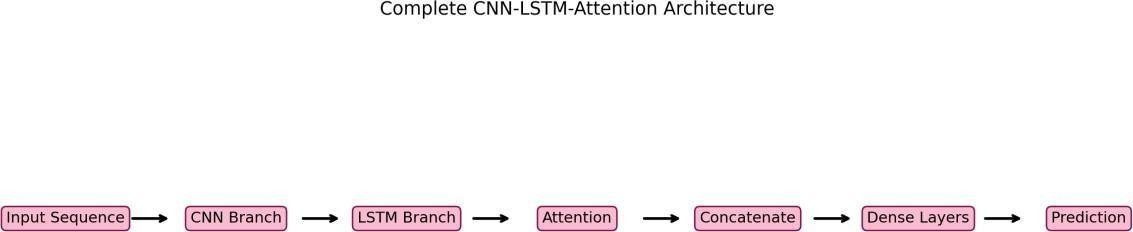 Complete CNN-LSTM-Attention Architecture
Input Sequence
CNN Branch
LSTM Branch
Attention
Concatenate
Dense Layers
Prediction